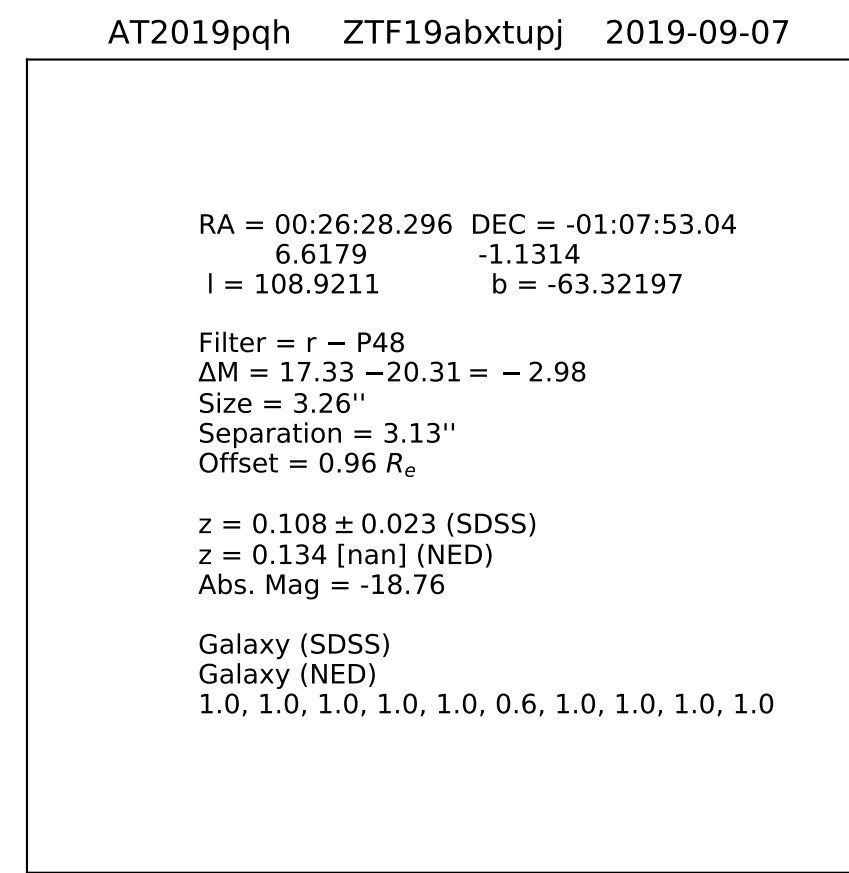 AT2019pqh ZTF19abxtupj 2019-09-07
RA = 00:26:28.296 DEC = -01:07:53.04
6.6179 -1.1314
l = 108.9211 b = -63.32197
Filter = r − P48
ΔM = 17.33 −20.31 = − 2.98
Size = 3.26''
Separation = 3.13''
Offset = 0.96 Re
z = 0.108 ± 0.023 (SDSS)
z = 0.134 [nan] (NED)
Abs. Mag = -18.76
Galaxy (SDSS)
Galaxy (NED)
1.0, 1.0, 1.0, 1.0, 1.0, 0.6, 1.0, 1.0, 1.0, 1.0